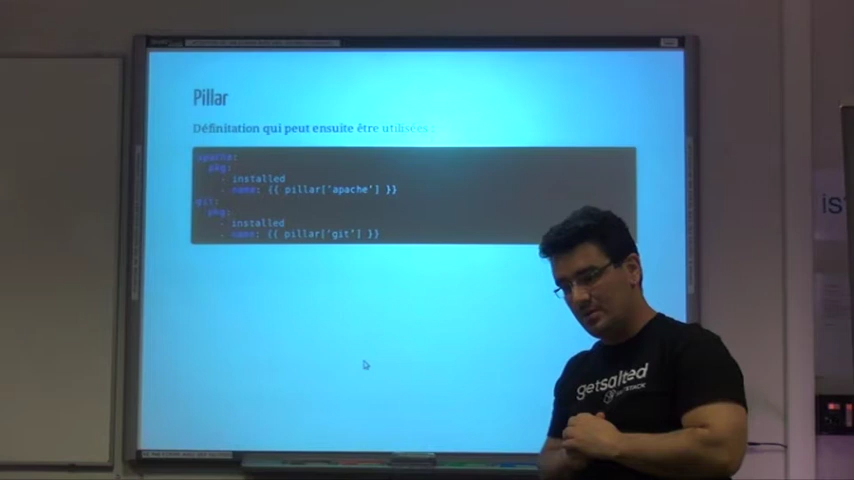 Pillar
Définitation qui peut ensuite être utilisées :
apache:
pkg:
- installed
- name: {{ pillar['apache'] }}
git:
pkg:
- installed
- name: {{ pillar['git'] }}
getsalted
STACK